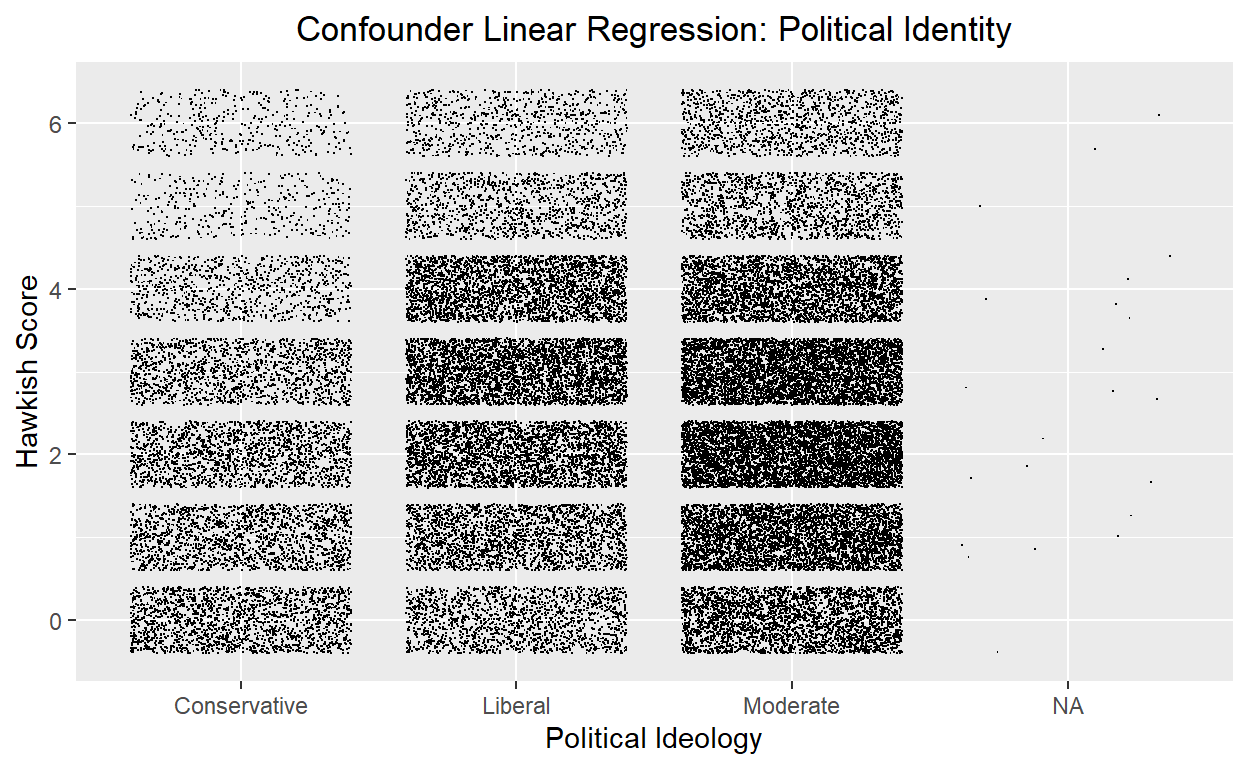 Confounder Linear Regression: Political Identity
Hawkish Score
6
4
2
0
Conservative
Liberal
Moderate
NA
Political Ideology